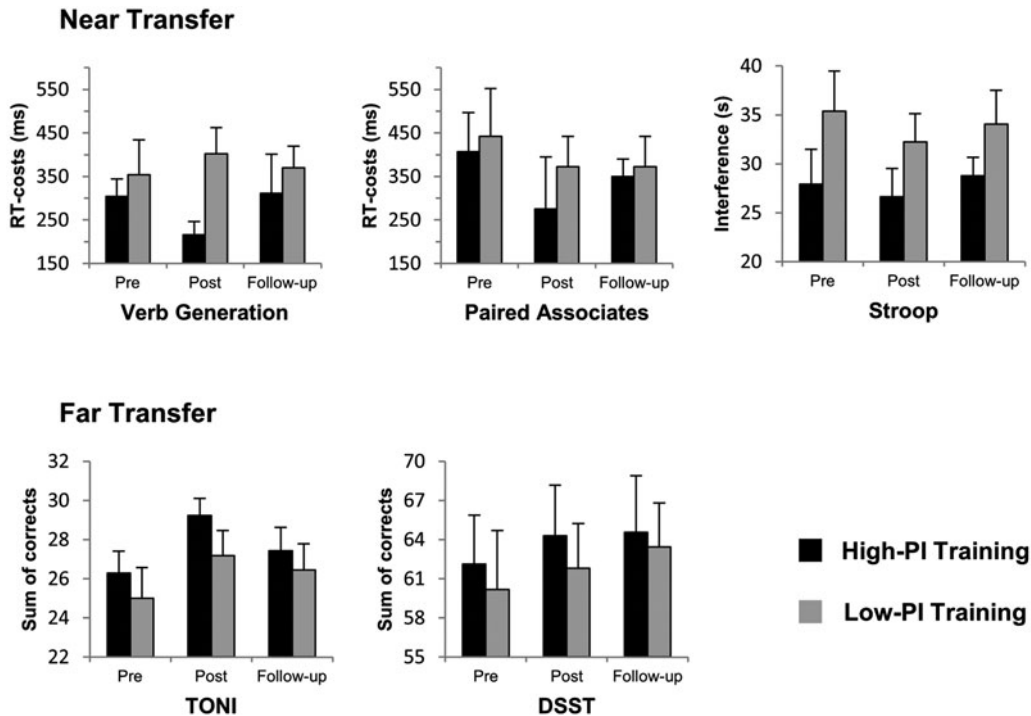 Near Transfer
RT-costs (ms)
550
450
350
250
150
Pre Post Follow-up
Verb Generation
RT-costs (ms)
550
450
350
250
150
Pre Post Follow-up
Paired Associates
Interference (s)
40
35
30
25
20
Pre Post Follow-up
Stroop
Far Transfer
Sum of corrects
32
30
28
26
24
22
Pre Post Follow-up
TONI
Sum of corrects
70
67
64
61
58
55
Pre Post Follow-up
DSST
High-PI Training
Low-PI Training